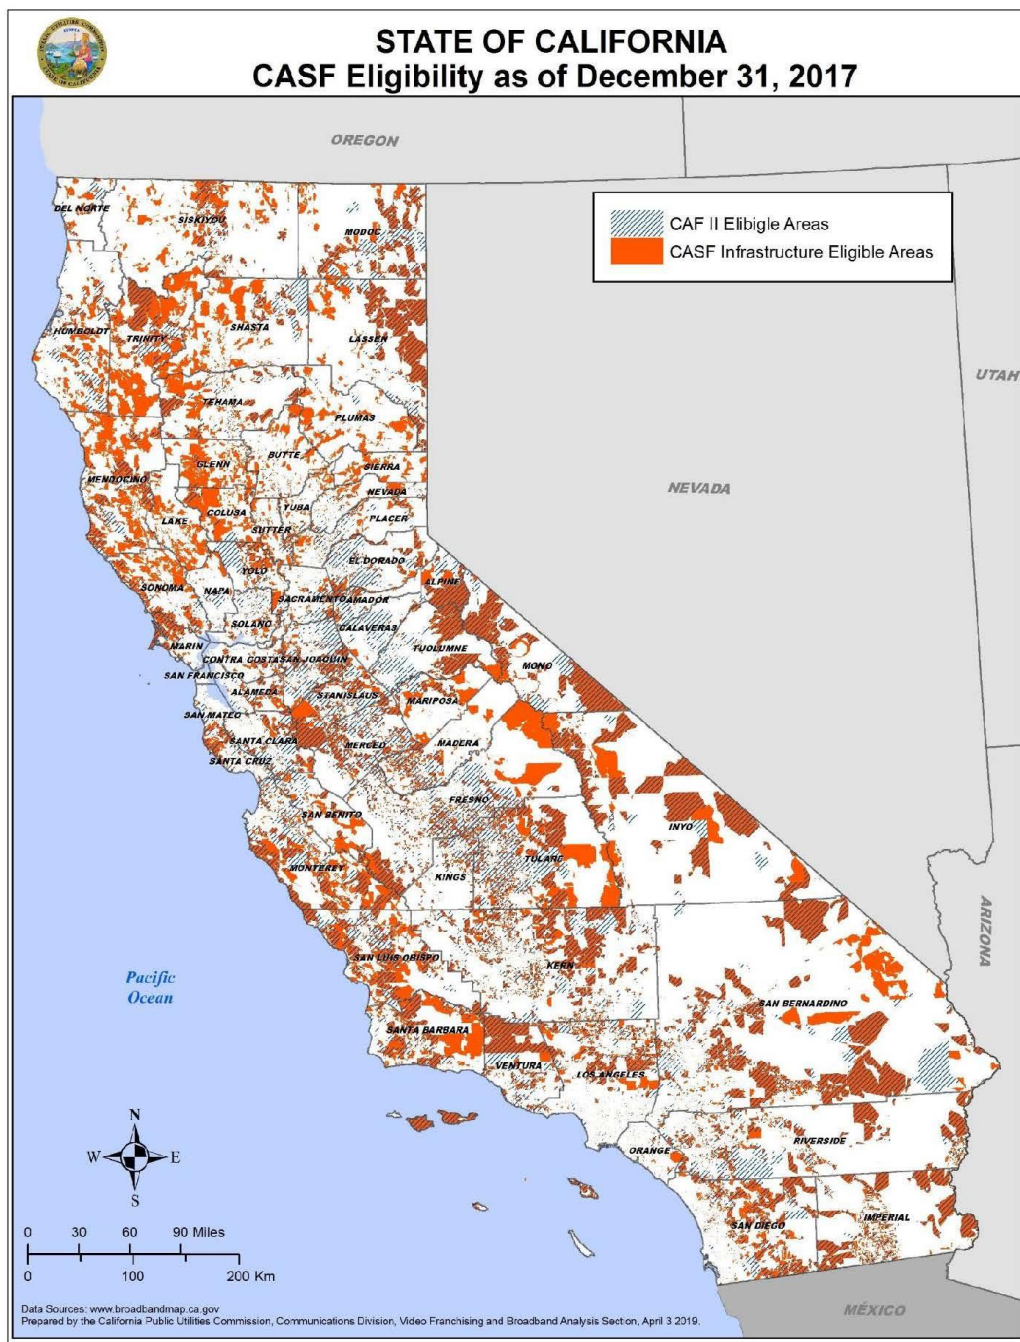 STATE OF CALIFORNIA
CASF Eligibility as of December 31, 2017
OREGON
CAF II Elibigle Areas
CASF Infrastructure Eligible Areas
DEL NORTE
SISKIYOU
MODOC
HUMBOLDT
TRINITY
SHASTA
LASSEN
UTAH
TEHAMA
PLUMAS
BUTTE
GLENN
SIERRA
MENDOCINO
NEVADA
NEVADA
LAKE
COLUSA
YUBA
PLACER
SUTTER
EL DORADO
YOLO
ALPINE
SONOMA
NAPA
SACRAMENTO
AMADOR
SOLANO
CALAVERAS
MARIN
TUOLUMNE
CONTRA COSTA
SAN JOAQUIN
MONO
SAN FRANCISCO
ALAMEDA
STANISLAUS
MARIPOSA
SAN MATEO
SANTA CLARA
MERCED
MADERA
SANTA CRUZ
FRESNO
SAN BENITO
INYO
MONTEREY
TULARE
KINGS
ARIZONA
SAN LUIS OBISPO
KERN
Pacific
Ocean
SAN BERNARDINO
SANTA BARBARA
VENTURA
LOS ANGELES
N
W
E
S
ORANGE
RIVERSIDE
SAN DIEGO
IMPERIAL
0 30 60 90 Miles
0 100 200 Km
MÉXICO
Data Sources: www.broadbandmap.ca.gov
Prepared by the California Public Utilities Commission, Communications Division, Video Franchising and Broadband Analysis Section, April 3 2019.